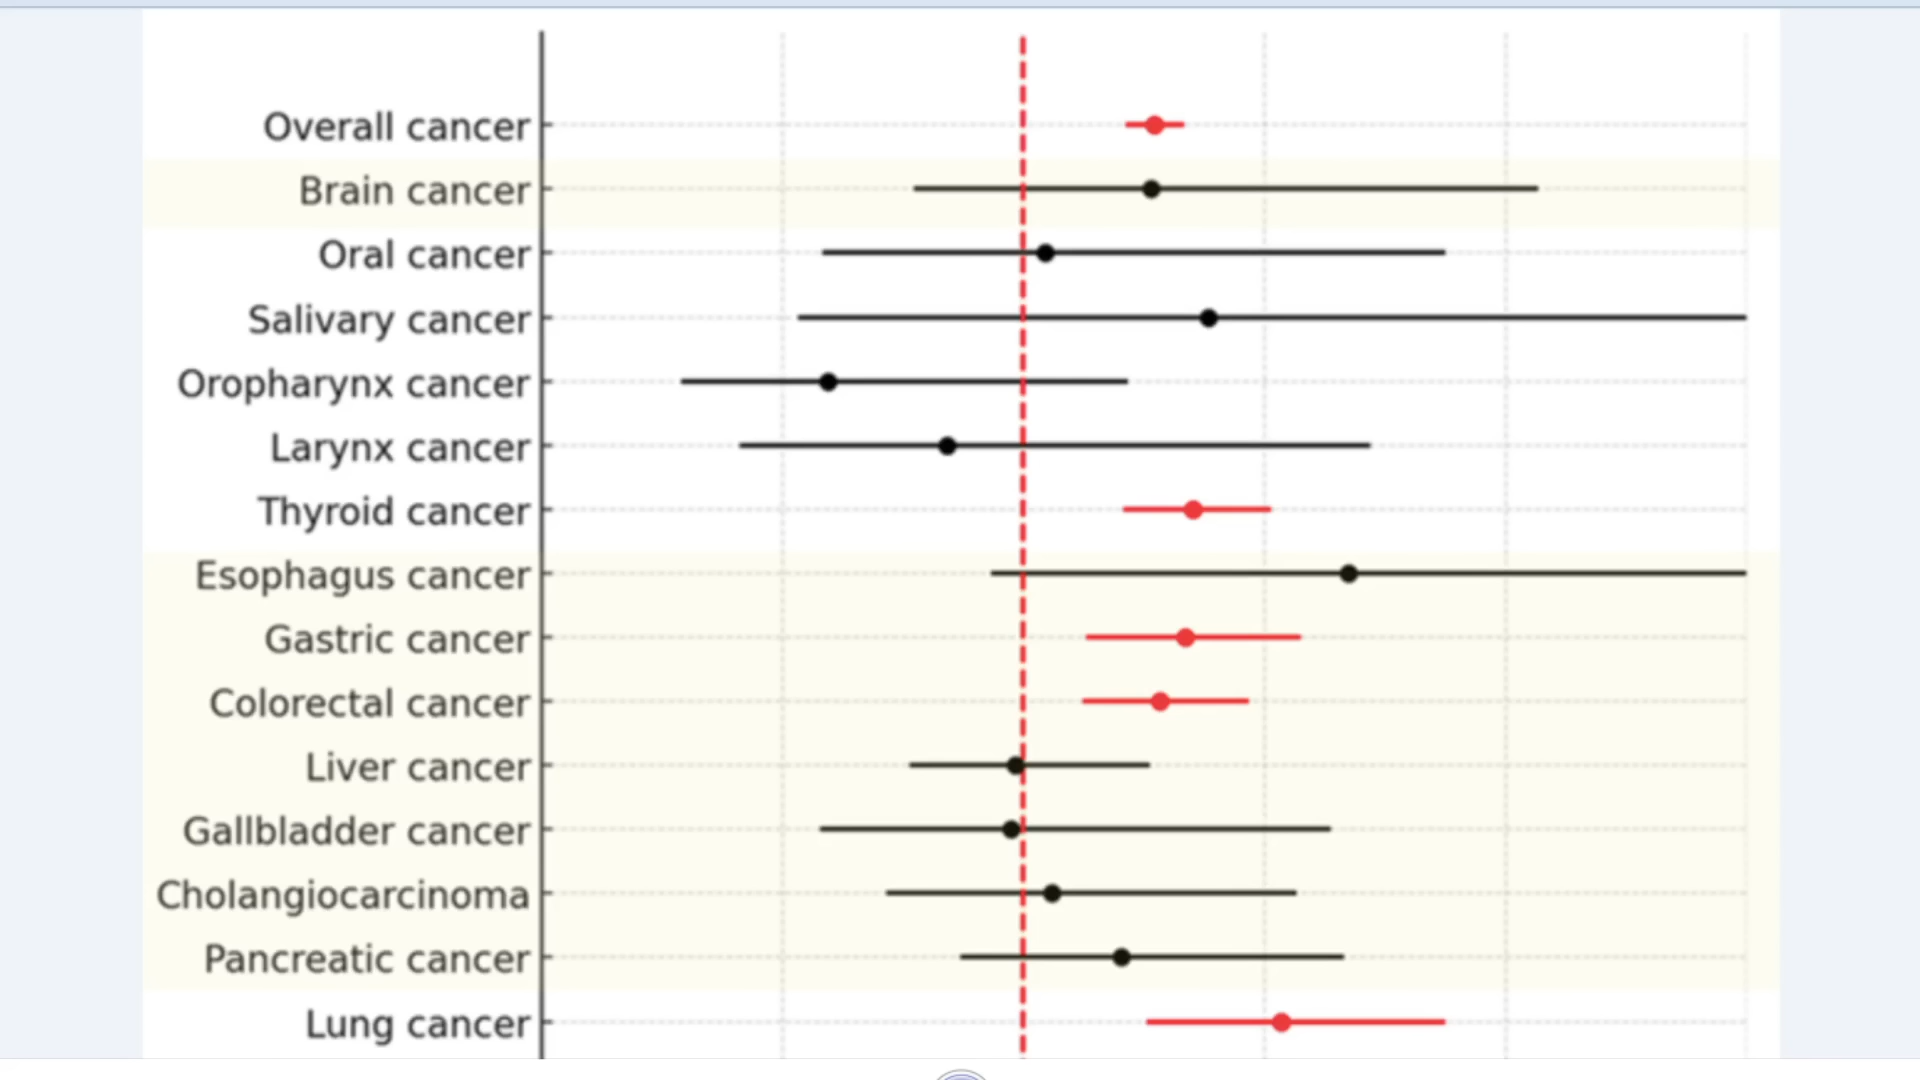 Overall cancer
Brain cancer
Oral cancer
Salivary cancer
Oropharynx cancer
Larynx cancer
Thyroid cancer
Esophagus cancer
Gastric cancer
Colorectal cancer
Liver cancer
Gallbladder cancer
Cholangiocarcinoma
Pancreatic cancer
Lung cancer